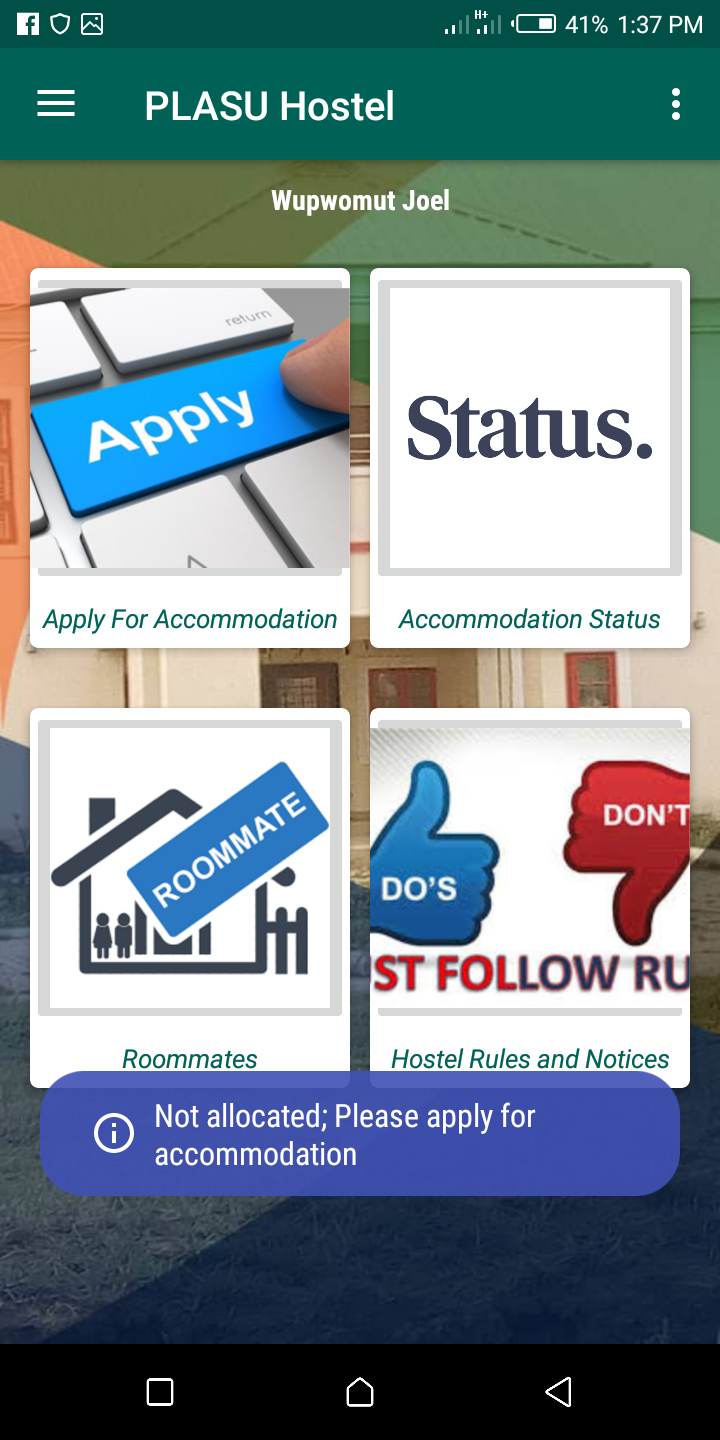 H+
41% 1:37 PM
PLASU Hostel
Wupwomut Joel
return
Apply
Status.
Apply For Accommodation
Accommodation Status
ROOMMATE
DO'S
DON'T
ST FOLLOW RU
Roommates
Hostel Rules and Notices
Not allocated; Please apply for
accommodation